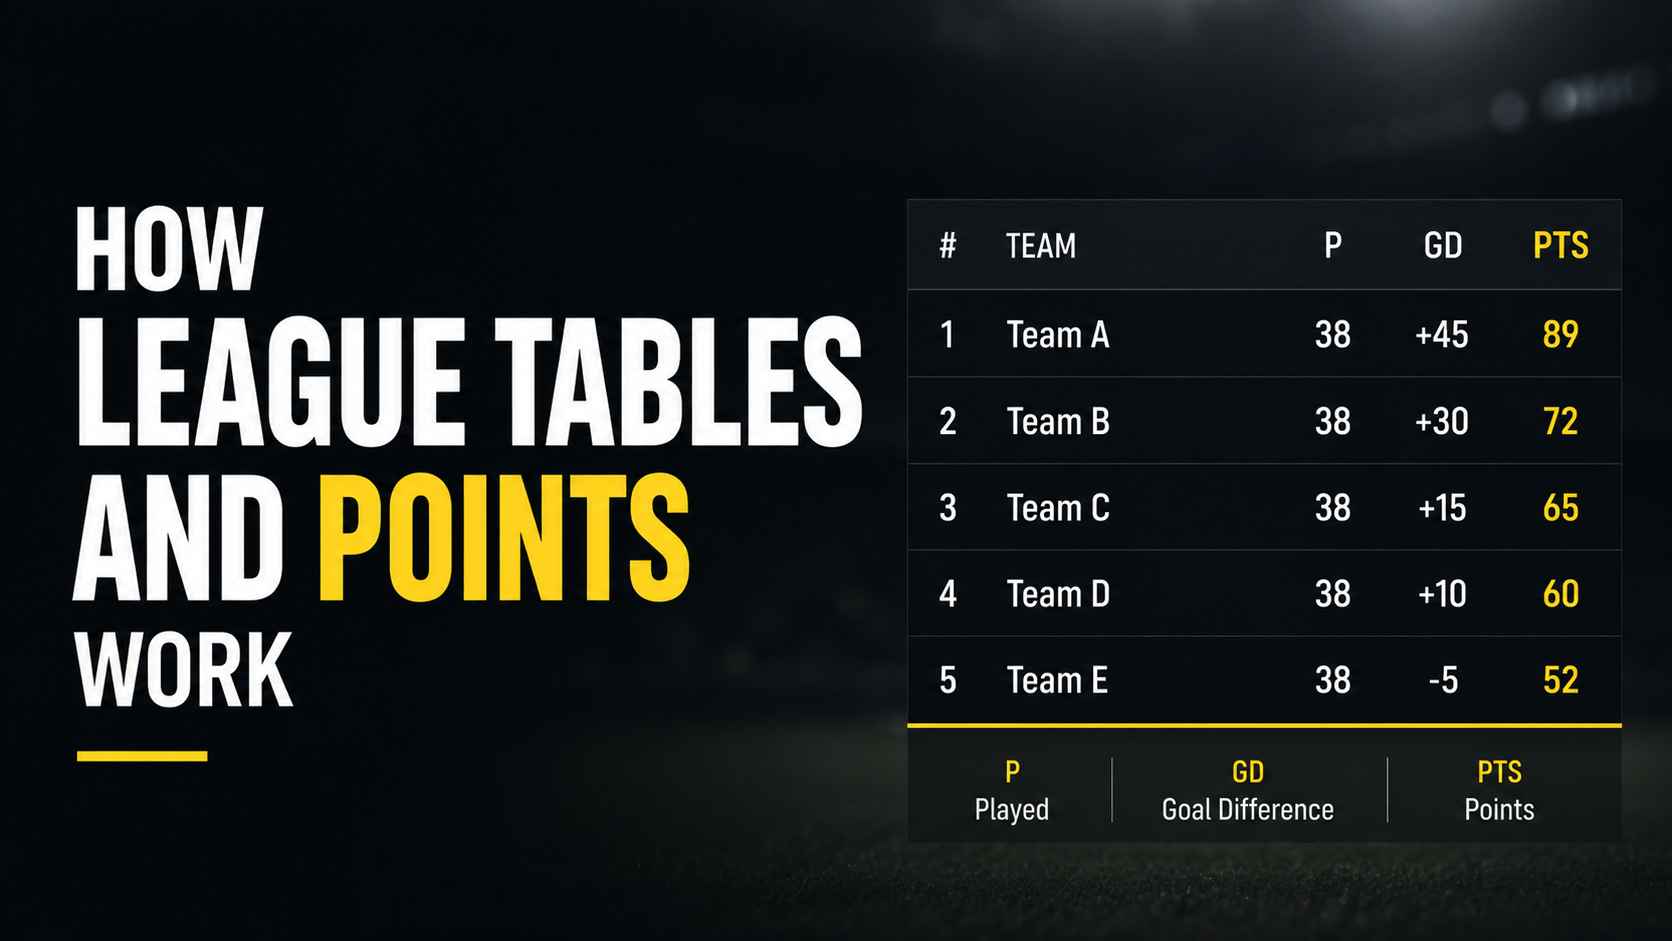 HOW
LEAGUE TABLES
AND POINTS
WORK
# TEAM P GD PTS
1 Team A 38 +45 89
2 Team B 38 +30 72
3 Team C 38 +15 65
4 Team D 38 +10 60
5 Team E 38 -5 52
P GD PTS
Played Goal Difference Points